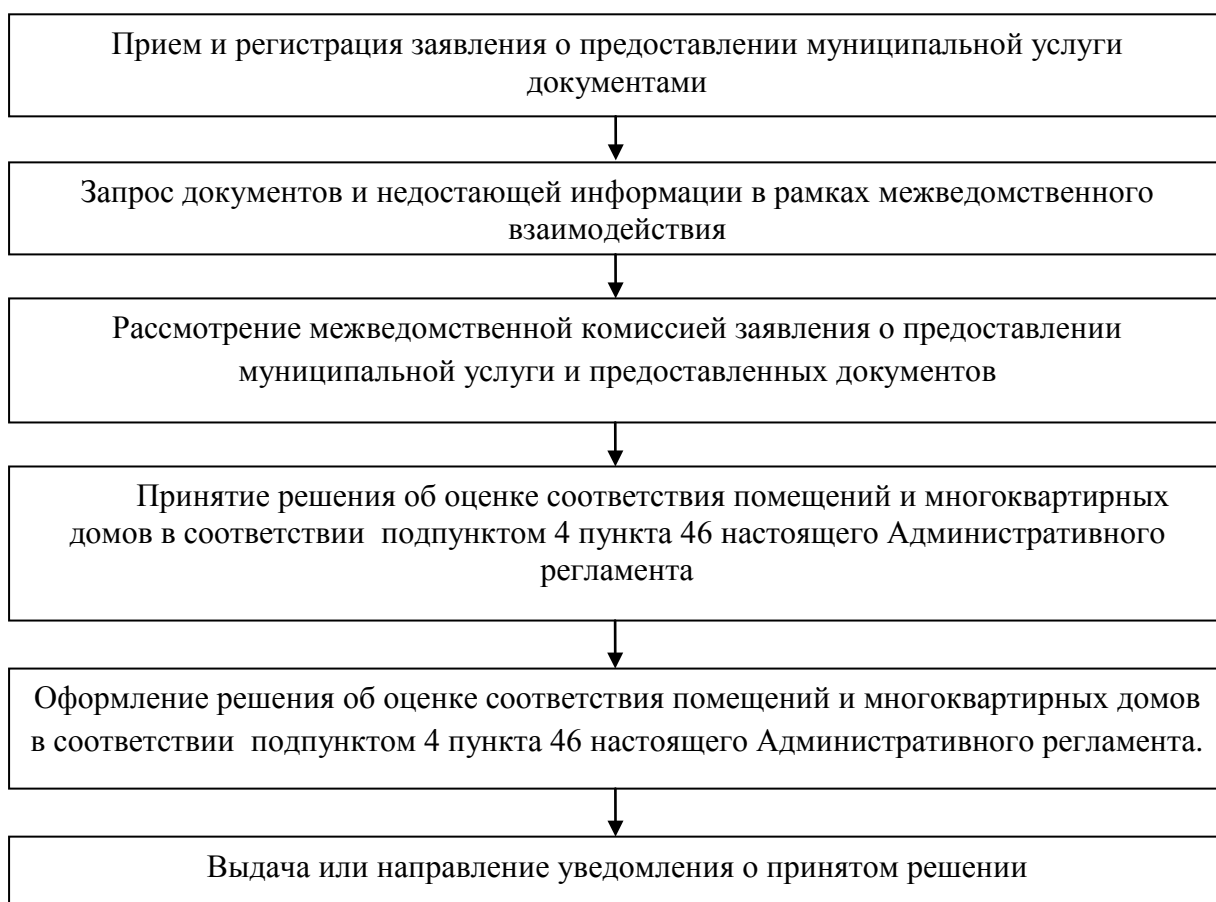 Прием и регистрация заявления о предоставлении муниципальной услуги
документами
Запрос документов и недостающей информации в рамках межведомственного
взаимодействия
Рассмотрение межведомственной комиссией заявления о предоставлении
муниципальной услуги и предоставленных документов
Принятие решения об оценке соответствия помещений и многоквартирных
домов в соответствии  подпунктом 4 пункта 46 настоящего Административного
регламента
Оформление решения об оценке соответствия помещений и многоквартирных домов
в соответствии  подпунктом 4 пункта 46 настоящего Административного регламента.
Выдача или направление уведомления о принятом решении